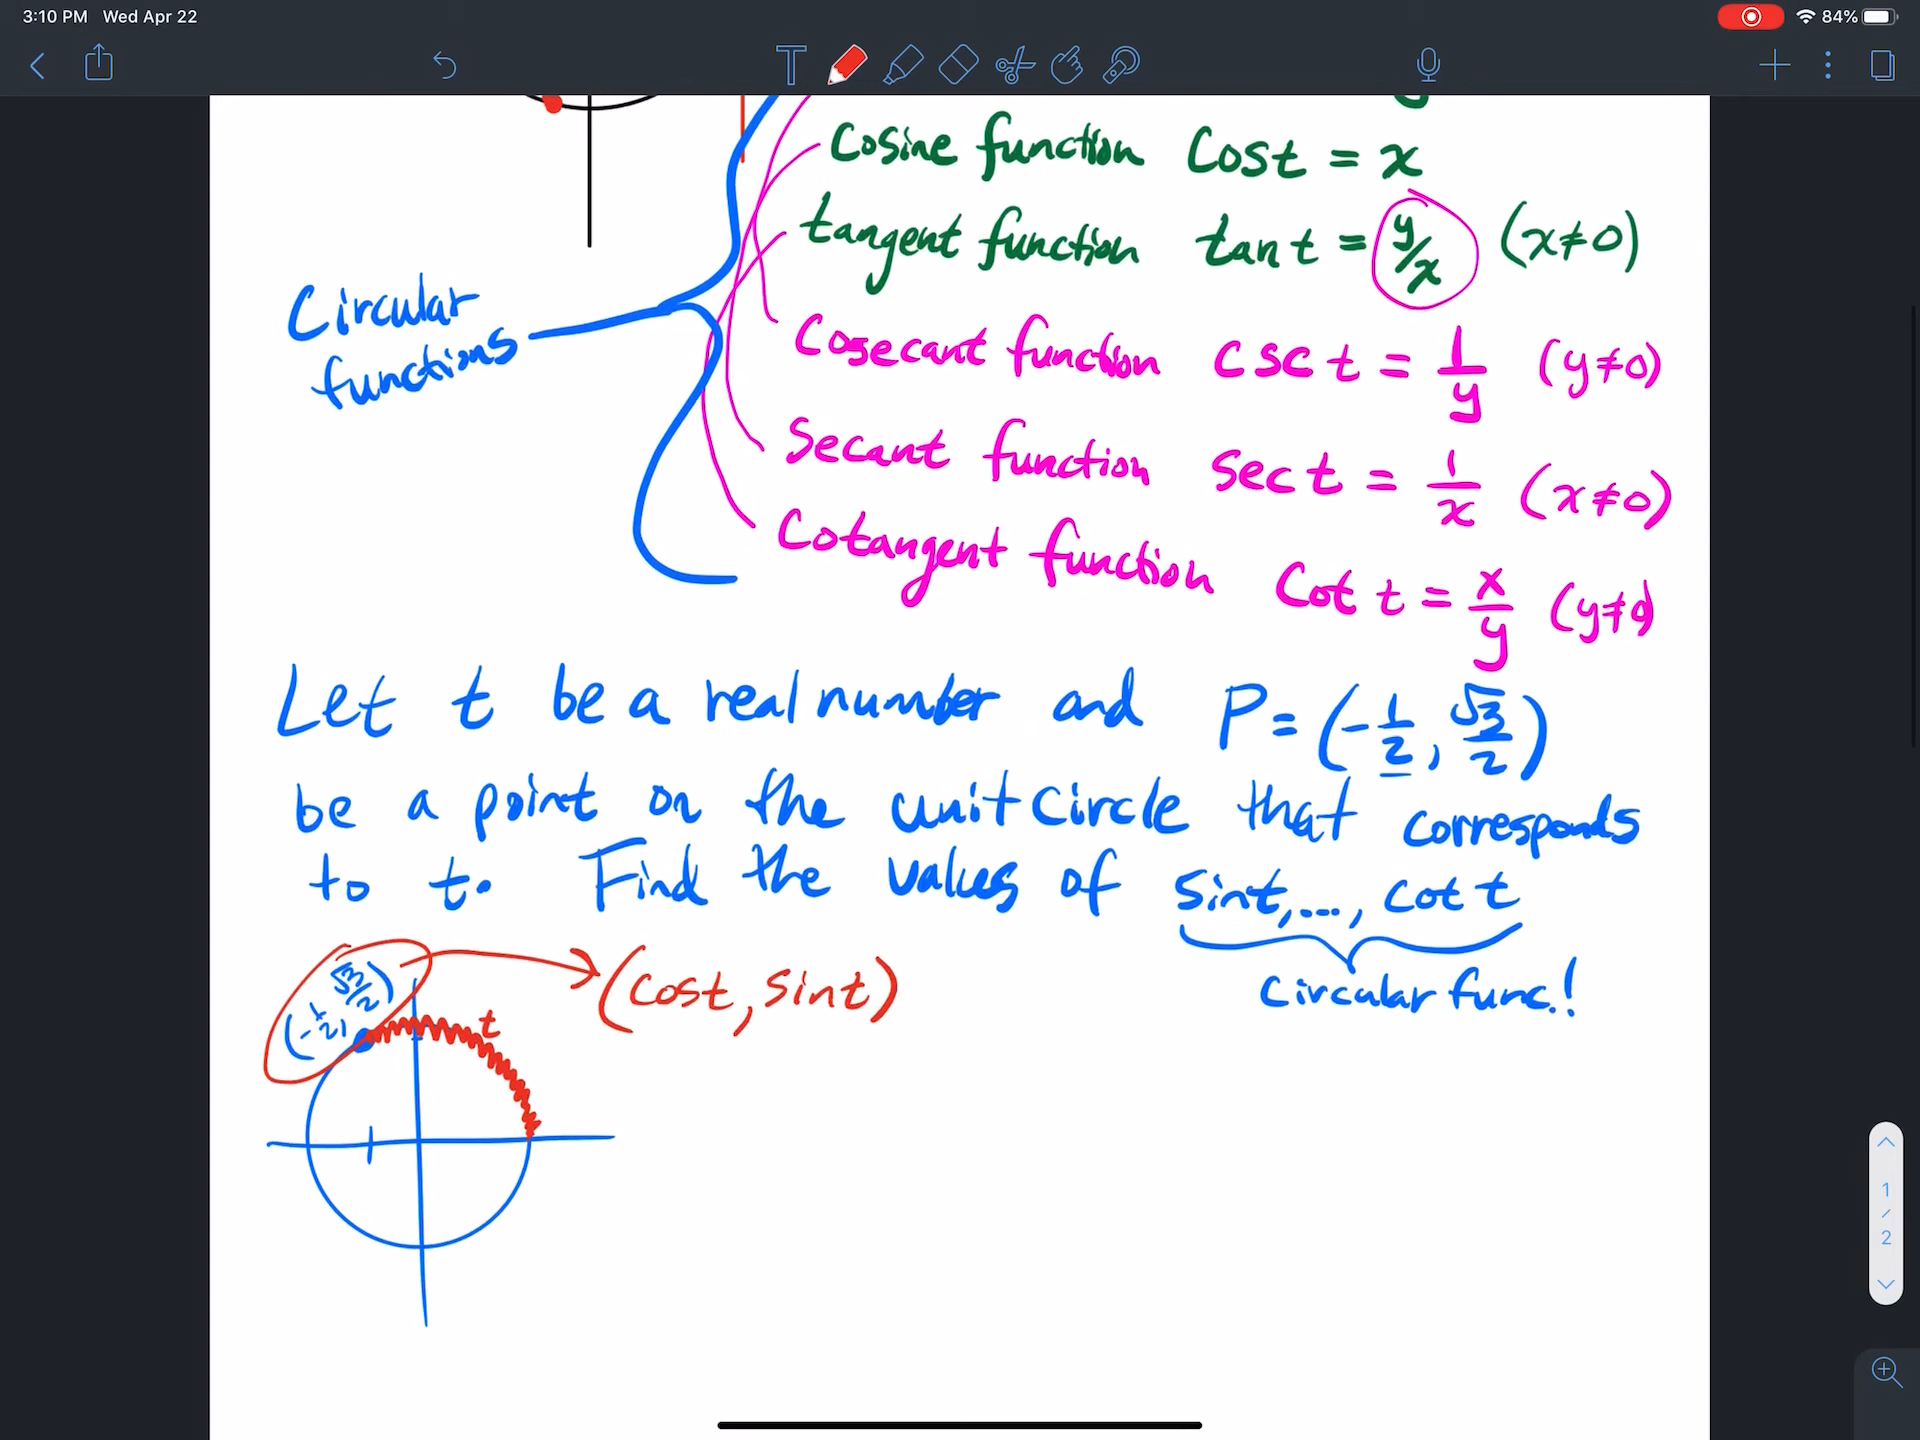 3:10 PM Wed Apr 22
84%
T
Cosine function Cos t = x
tangent function tan t = y/x (x≠0)
Circular
functions
Cosecant function csc t = 1/y (y≠0)
Secant function Sec t = 1/x (x≠0)
Cotangent function Cot t = x/y (y≠0)
Let t be a real number and P = (-1/2, √3/2)
be a point on the unit circle that corresponds
to t. Find the values of sin t, ..., cot t
Circular func.!
(-1/2, √3/2)
(cost, sint)
t
1
/
2